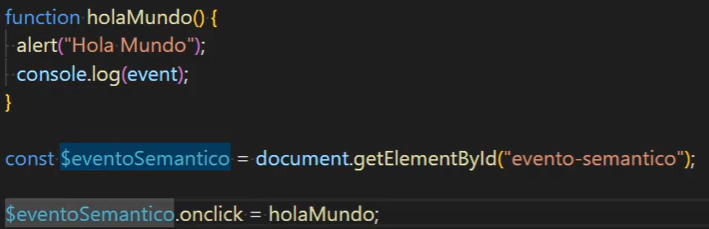 function holaMundo() {
alert("Hola Mundo");
console.log(event);
}
const $eventoSemantico = document.getElementById("evento-semantico");
$eventoSemantico.onclick = holaMundo;